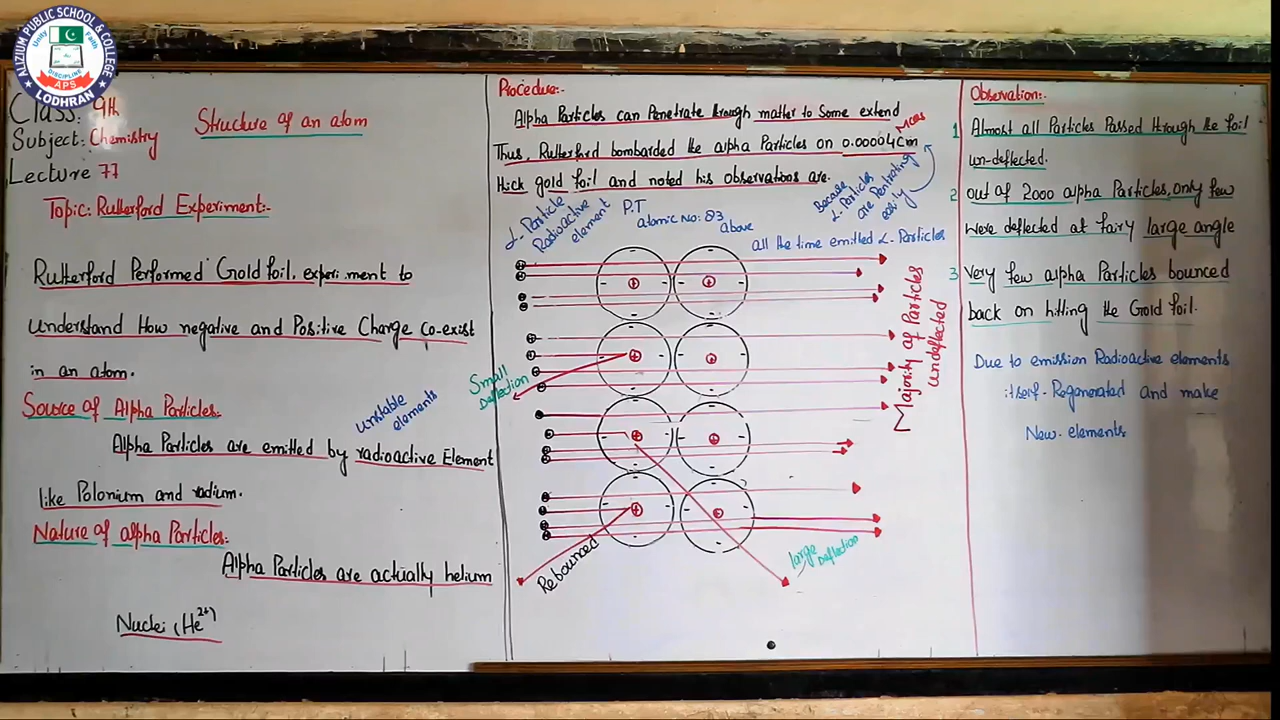 ALIZIUM PUBLIC SCHOOL & COLLEGE
Unity
Faith
DISCIPLINE
APS
LODHRAN
Class: 9th
Subject: Chemistry
Lecture 77
Structure of an atom
Topic: Rutherford Experiment:-
Rutherford Performed Gold foil, experiment to
understand How negative and Positive Charge co-exist
in an atom.
Source of Alpha Particles:
unstable
elements
Alpha Particles are emitted by radioactive Element
like Polonium and radium.
Nature of alpha Particles:
Alpha Particles are actually helium
Nuclei (He2+)
Procedure:-
Alpha Particles can Penetrate through matter to Some extend
Thus, Rutherford bombarded the alpha Particles on 0.00004Cm
thick gold foil and noted his observations are.
α-Particle
Radioactive
element
P.T
atomic No: 83
above
Because
α-Particles
are Penitrating
easily
all the time emitted α-Particles
Small
Deflection
Majority of Particles
undeflected
Rebounced
large
Deflection
Observation:-
1 Almost all Particles Passed through the foil
un-deflected.
2 out of 2000 alpha Particles, only few
were deflected at fairy large angle
3 Very few alpha Particles bounced
back on hitting the Gold foil.
Due to emission Radioactive elements
itself Regenerated and make
New elements